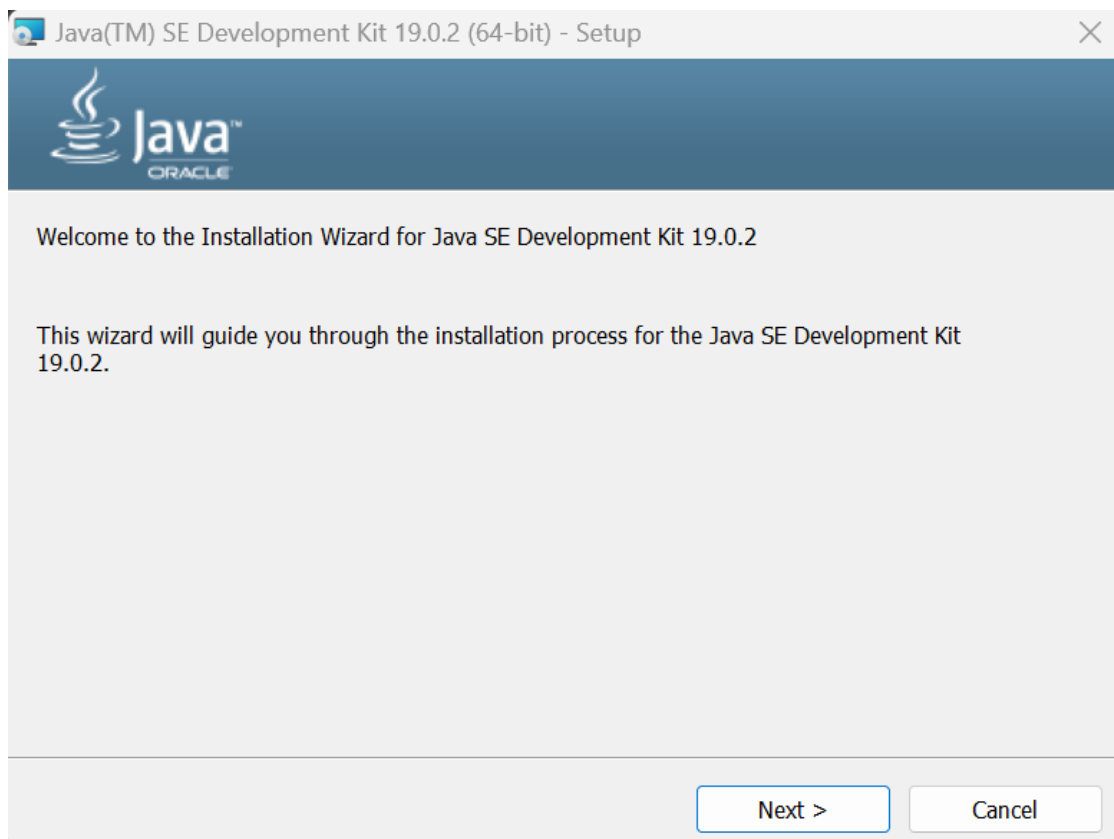 Java(TM) SE Development Kit 19.0.2 (64-bit) - Setup
Java™
ORACLE
Welcome to the Installation Wizard for Java SE Development Kit 19.0.2
This wizard will guide you through the installation process for the Java SE Development Kit
19.0.2.
Next > Cancel